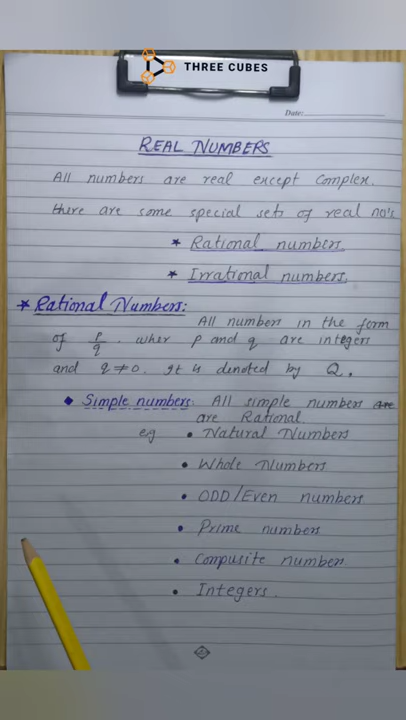 THREE CUBES
Date:
REAL NUMBERS
All numbers are real except Complex.
there are some special sets of real no's
* Rational numbers
* Irrational numbers.
* Rational Numbers:
All numbers in the form
of p/q. wher p and q are integers
and q≠0. It is denoted by Q.
• Simple numbers: All simple numbers are
are Rational.
eg • Natural Numbers
• Whole Numbers
• ODD/Even numbers
• Prime numbers
• Composite numbers
• Integers.